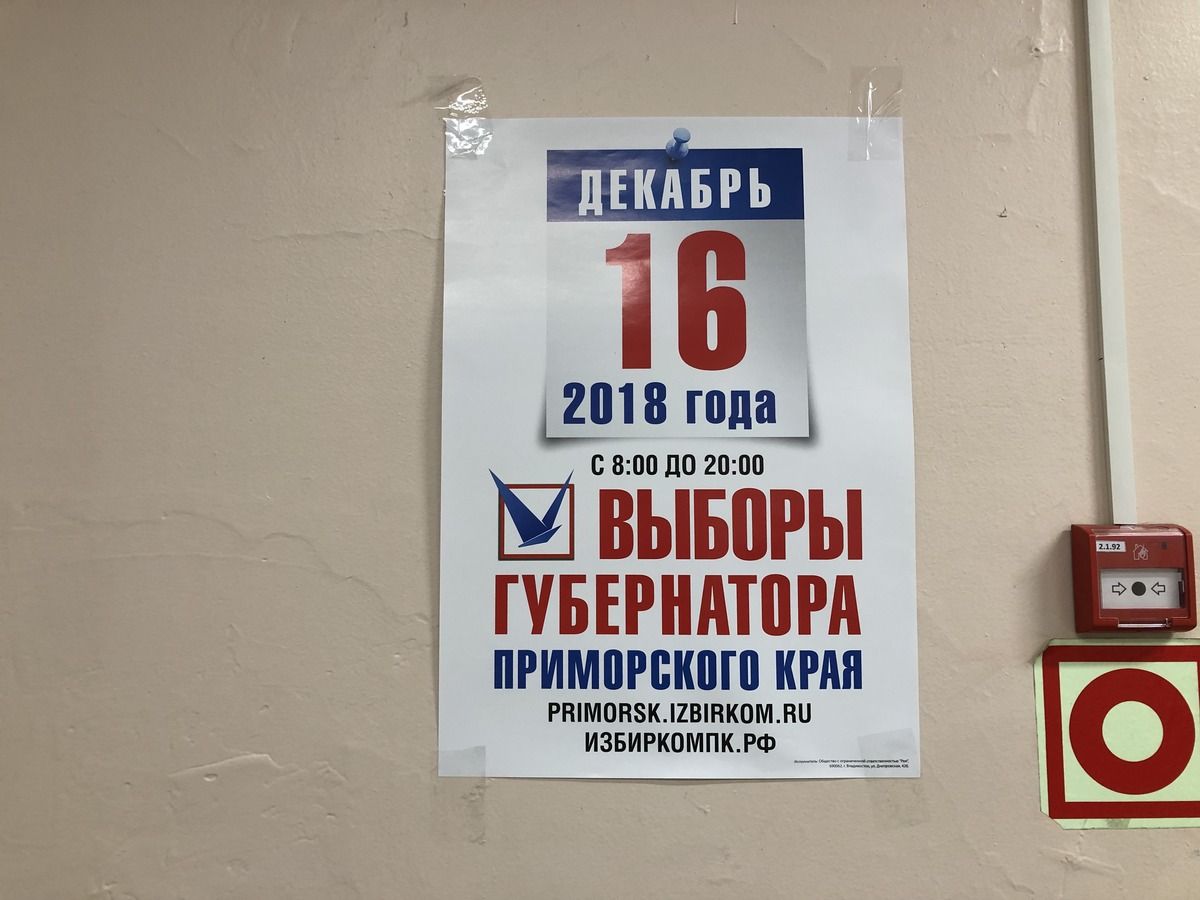 ДЕКАБРЬ
16
2018 года
С 8:00 ДО 20:00
ВЫБОРЫ
ГУБЕРНАТОРА
ПРИМОРСКОГО КРАЯ
PRIMORSK.IZBIRKOM.RU
ИЗБИРКОМПК.РФ
2.1.92